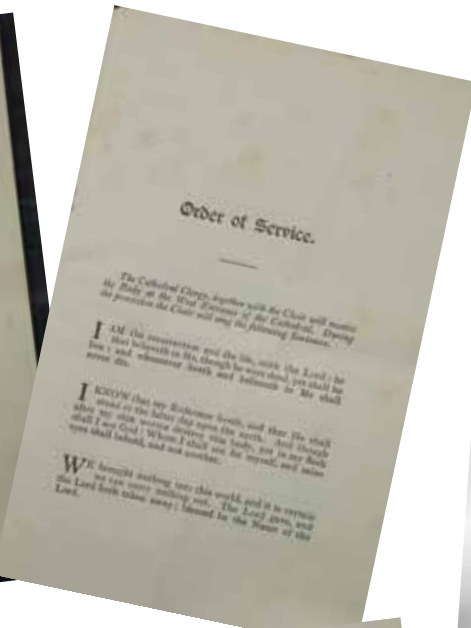 Order of Service.
The Cathedral Clergy, together with the Choir will receive
the Body at the West Entrance of the Cathedral. During
the procession the Choir will sing the following Sentences.
I AM the resurrection and the life, saith the Lord: he
that believeth in Me, though he were dead, yet shall he
live: and whosoever liveth and believeth in Me shall
never die.
I KNOW that my Redeemer liveth, and that He shall
stand at the latter day upon the earth. And though
after my skin worms destroy this body, yet in my flesh
shall I see God: Whom I shall see for myself, and mine
eyes shall behold, and not another.
WE brought nothing into this world, and it is certain
we can carry nothing out. The Lord gave, and
the Lord hath taken away; blessed be the Name of the
Lord.